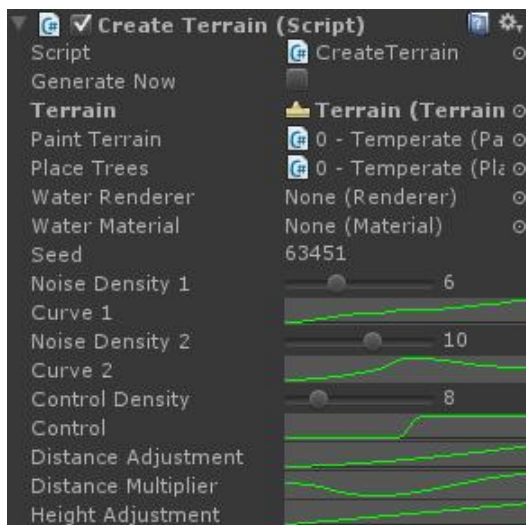 Create Terrain (Script)
Script CreateTerrain
Generate Now
Terrain Terrain (Terrain
Paint Terrain 0 - Temperate (Pa
Place Trees 0 - Temperate (Pla
Water Renderer None (Renderer)
Water Material None (Material)
Seed 63451
Noise Density 1 6
Curve 1
Noise Density 2 10
Curve 2
Control Density 8
Control
Distance Adjustment
Distance Multiplier
Height Adjustment